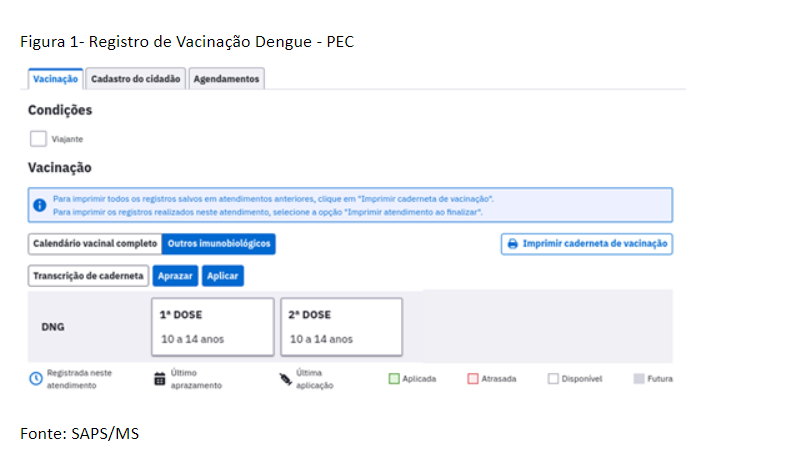 Figura 1- Registro de Vacinação Dengue - PEC
Vacinação Cadastro do cidadão Agendamentos
Condições
Viajante
Vacinação
Para imprimir todos os registros salvos em atendimentos anteriores, clique em "Imprimir caderneta de vacinação".
Para imprimir os registros realizados neste atendimento, selecione a opção "Imprimir atendimento ao finalizar".
Calendário vacinal completo Outros imunobiológicos Imprimir caderneta de vacinação
Transcrição de caderneta Aprazar Aplicar
DNG
1ª DOSE
10 a 14 anos
2ª DOSE
10 a 14 anos
Registrada neste
atendimento
Último
aprazamento
Última
aplicação
Aplicada
Atrasada
Disponível
Futura
Fonte: SAPS/MS